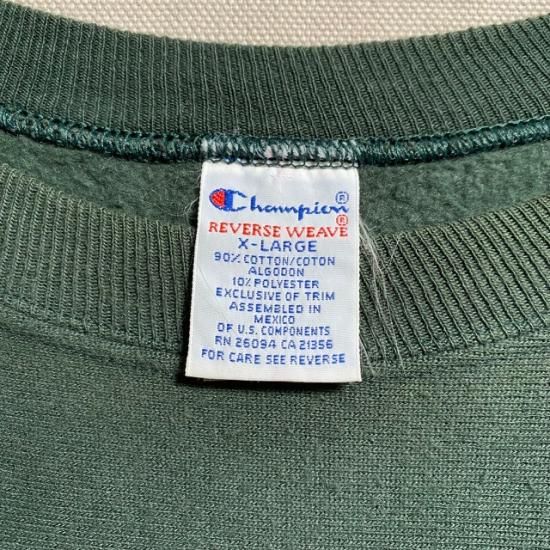 Champion®
REVERSE WEAVE®
X-LARGE
90% COTTON/COTON
ALGODON
10% POLYESTER
EXCLUSIVE OF TRIM
ASSEMBLED IN
MEXICO
OF U.S. COMPONENTS
RN 26094 CA 21356
FOR CARE SEE REVERSE